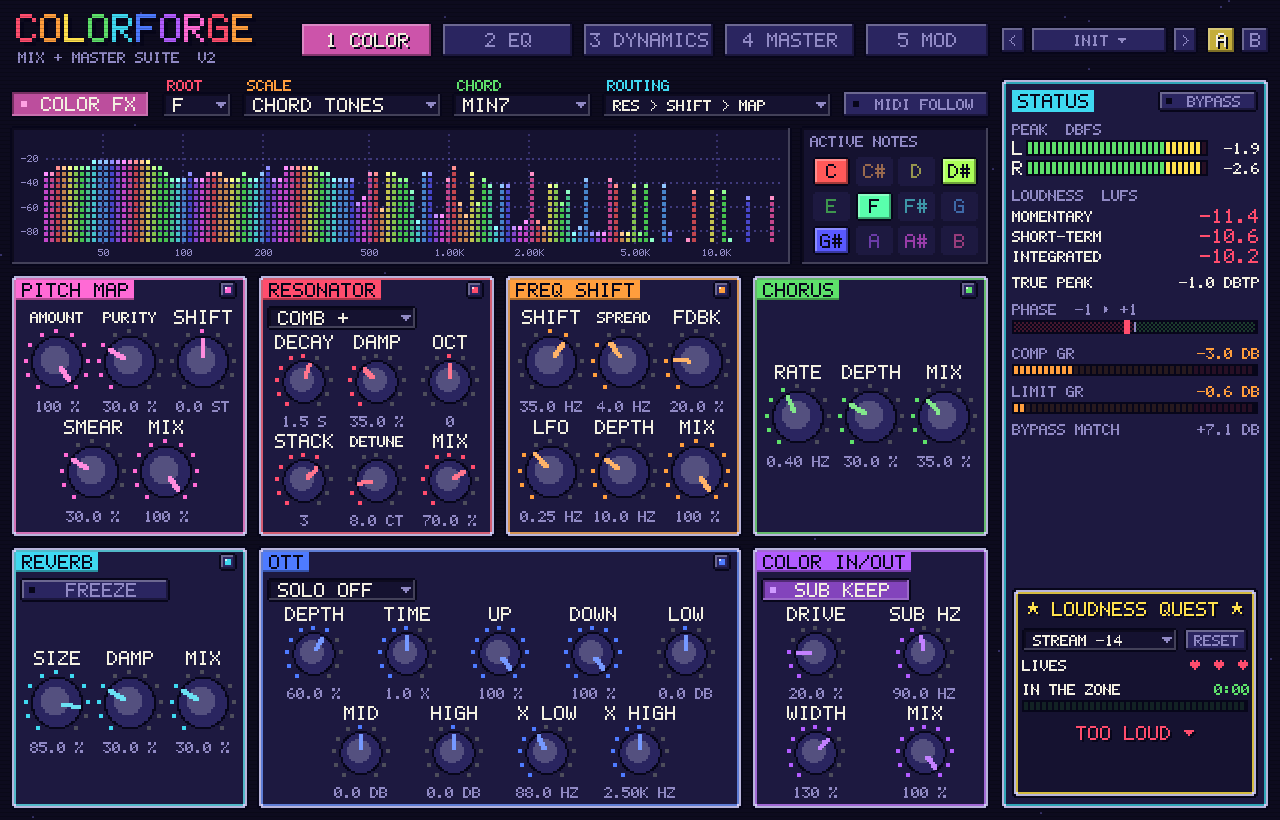 COLORFORGE
MIX + MASTER SUITE V2
1 COLOR 2 EQ 3 DYNAMICS 4 MASTER 5 MOD
< INIT > A B
ROOT SCALE CHORD ROUTING
COLOR FX F CHORD TONES MIN7 RES > SHIFT > MAP MIDI FOLLOW
-20
-40
-60
-80
50 100 200 500 1.00K 2.00K 5.00K 10.0K
ACTIVE NOTES
C C# D D#
E F F# G
G# A A# B
PITCH MAP
AMOUNT PURITY SHIFT
100 % 30.0 % 0.0 ST
SMEAR MIX
30.0 % 100 %
RESONATOR
COMB +
DECAY DAMP OCT
1.5 S 35.0 % 0
STACK DETUNE MIX
3 8.0 CT 70.0 %
FREQ SHIFT
SHIFT SPREAD FDBK
35.0 HZ 4.0 HZ 20.0 %
LFO DEPTH MIX
0.25 HZ 10.0 HZ 100 %
CHORUS
RATE DEPTH MIX
0.40 HZ 30.0 % 35.0 %
REVERB
FREEZE
SIZE DAMP MIX
85.0 % 30.0 % 30.0 %
OTT
SOLO OFF
DEPTH TIME UP DOWN LOW
60.0 % 1.0 X 100 % 100 % 0.0 DB
MID HIGH X LOW X HIGH
0.0 DB 0.0 DB 88.0 HZ 2.50K HZ
COLOR IN/OUT
SUB KEEP
DRIVE SUB HZ
20.0 % 90.0 HZ
WIDTH MIX
130 % 100 %
STATUS BYPASS
PEAK DBFS
L -1.9
R -2.6
LOUDNESS LUFS
MOMENTARY -11.4
SHORT-TERM -10.6
INTEGRATED -10.2
TRUE PEAK -1.0 DBTP
PHASE -1 ▸ +1
COMP GR -3.0 DB
LIMIT GR -0.6 DB
BYPASS MATCH +7.1 DB
★ LOUDNESS QUEST ★
STREAM -14 RESET
LIVES ♥ ♥ ♥
IN THE ZONE 0:00
TOO LOUD ▾